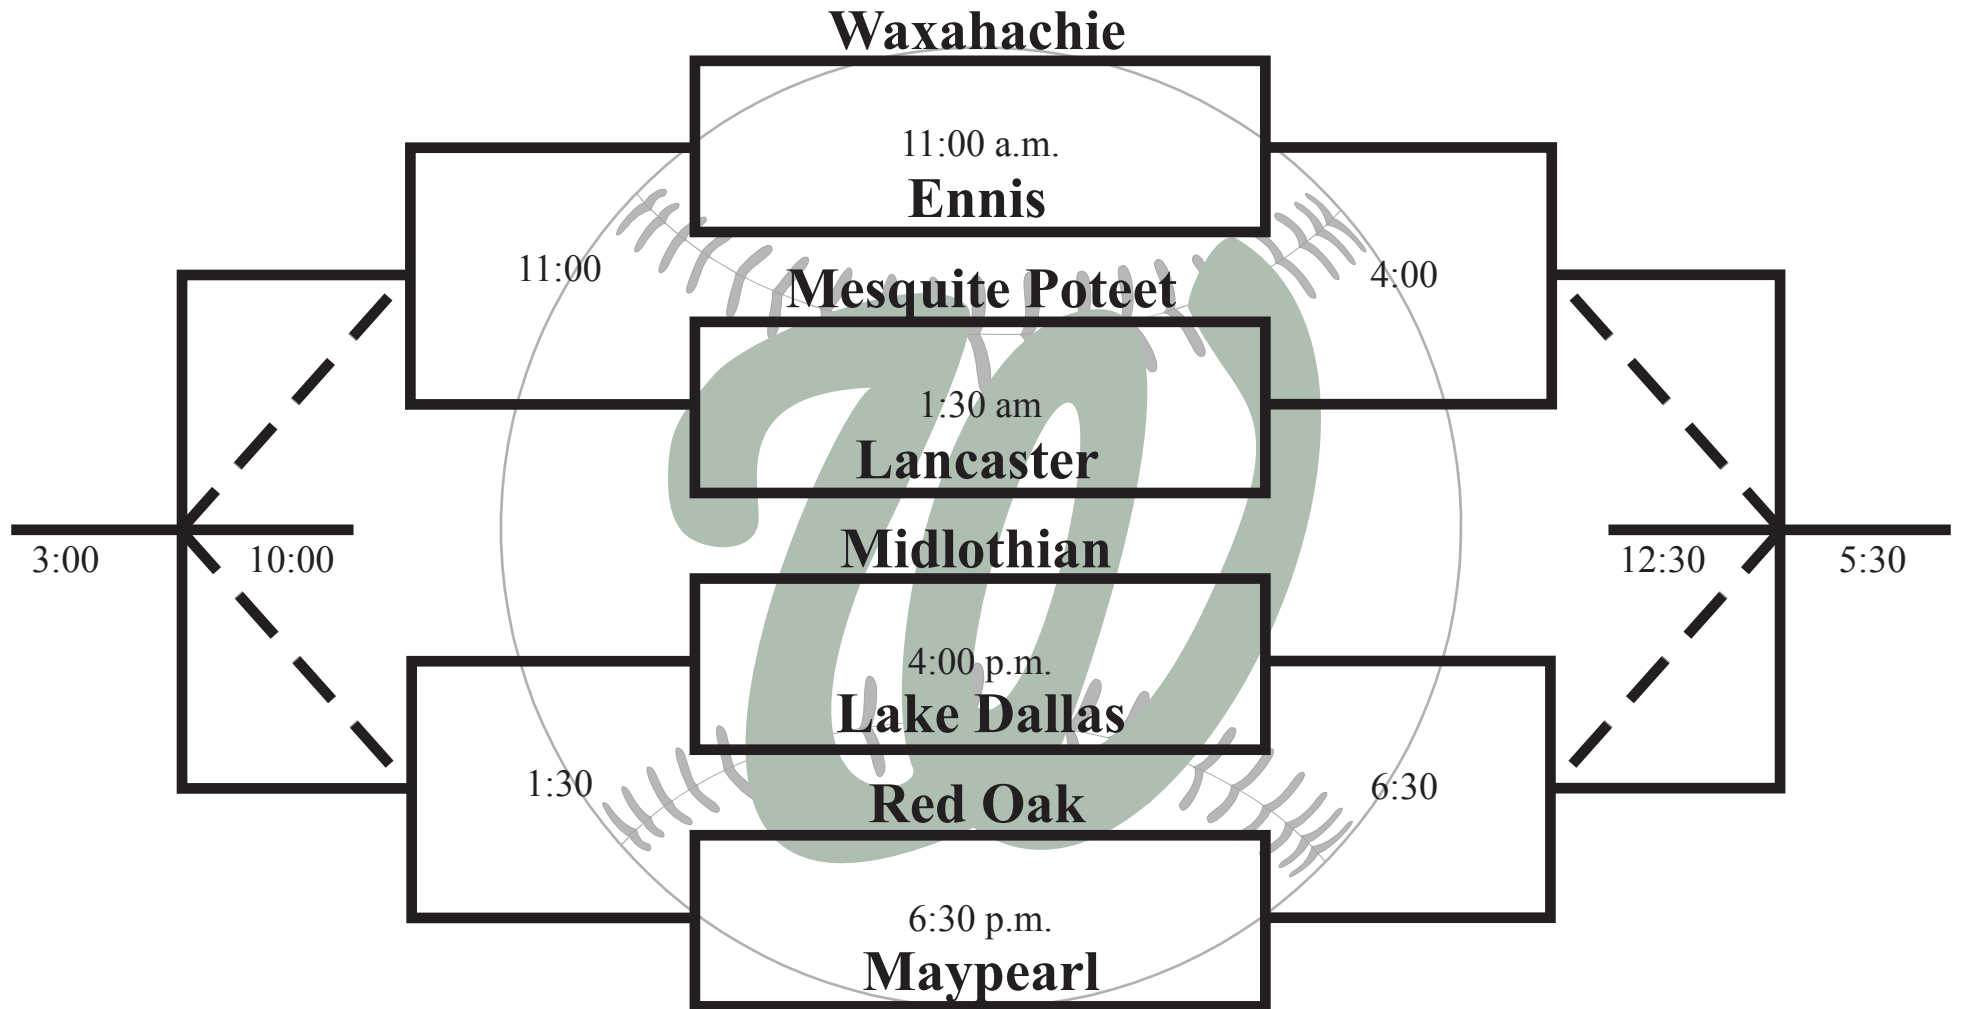 Waxahachie
11:00 a.m.
Ennis
11:00
4:00
Mesquite Poteet
1:30 am
Lancaster
Midlothian
3:00
10:00
12:30
5:30
4:00 p.m.
Lake Dallas
1:30
6:30
Red Oak
6:30 p.m.
Maypearl